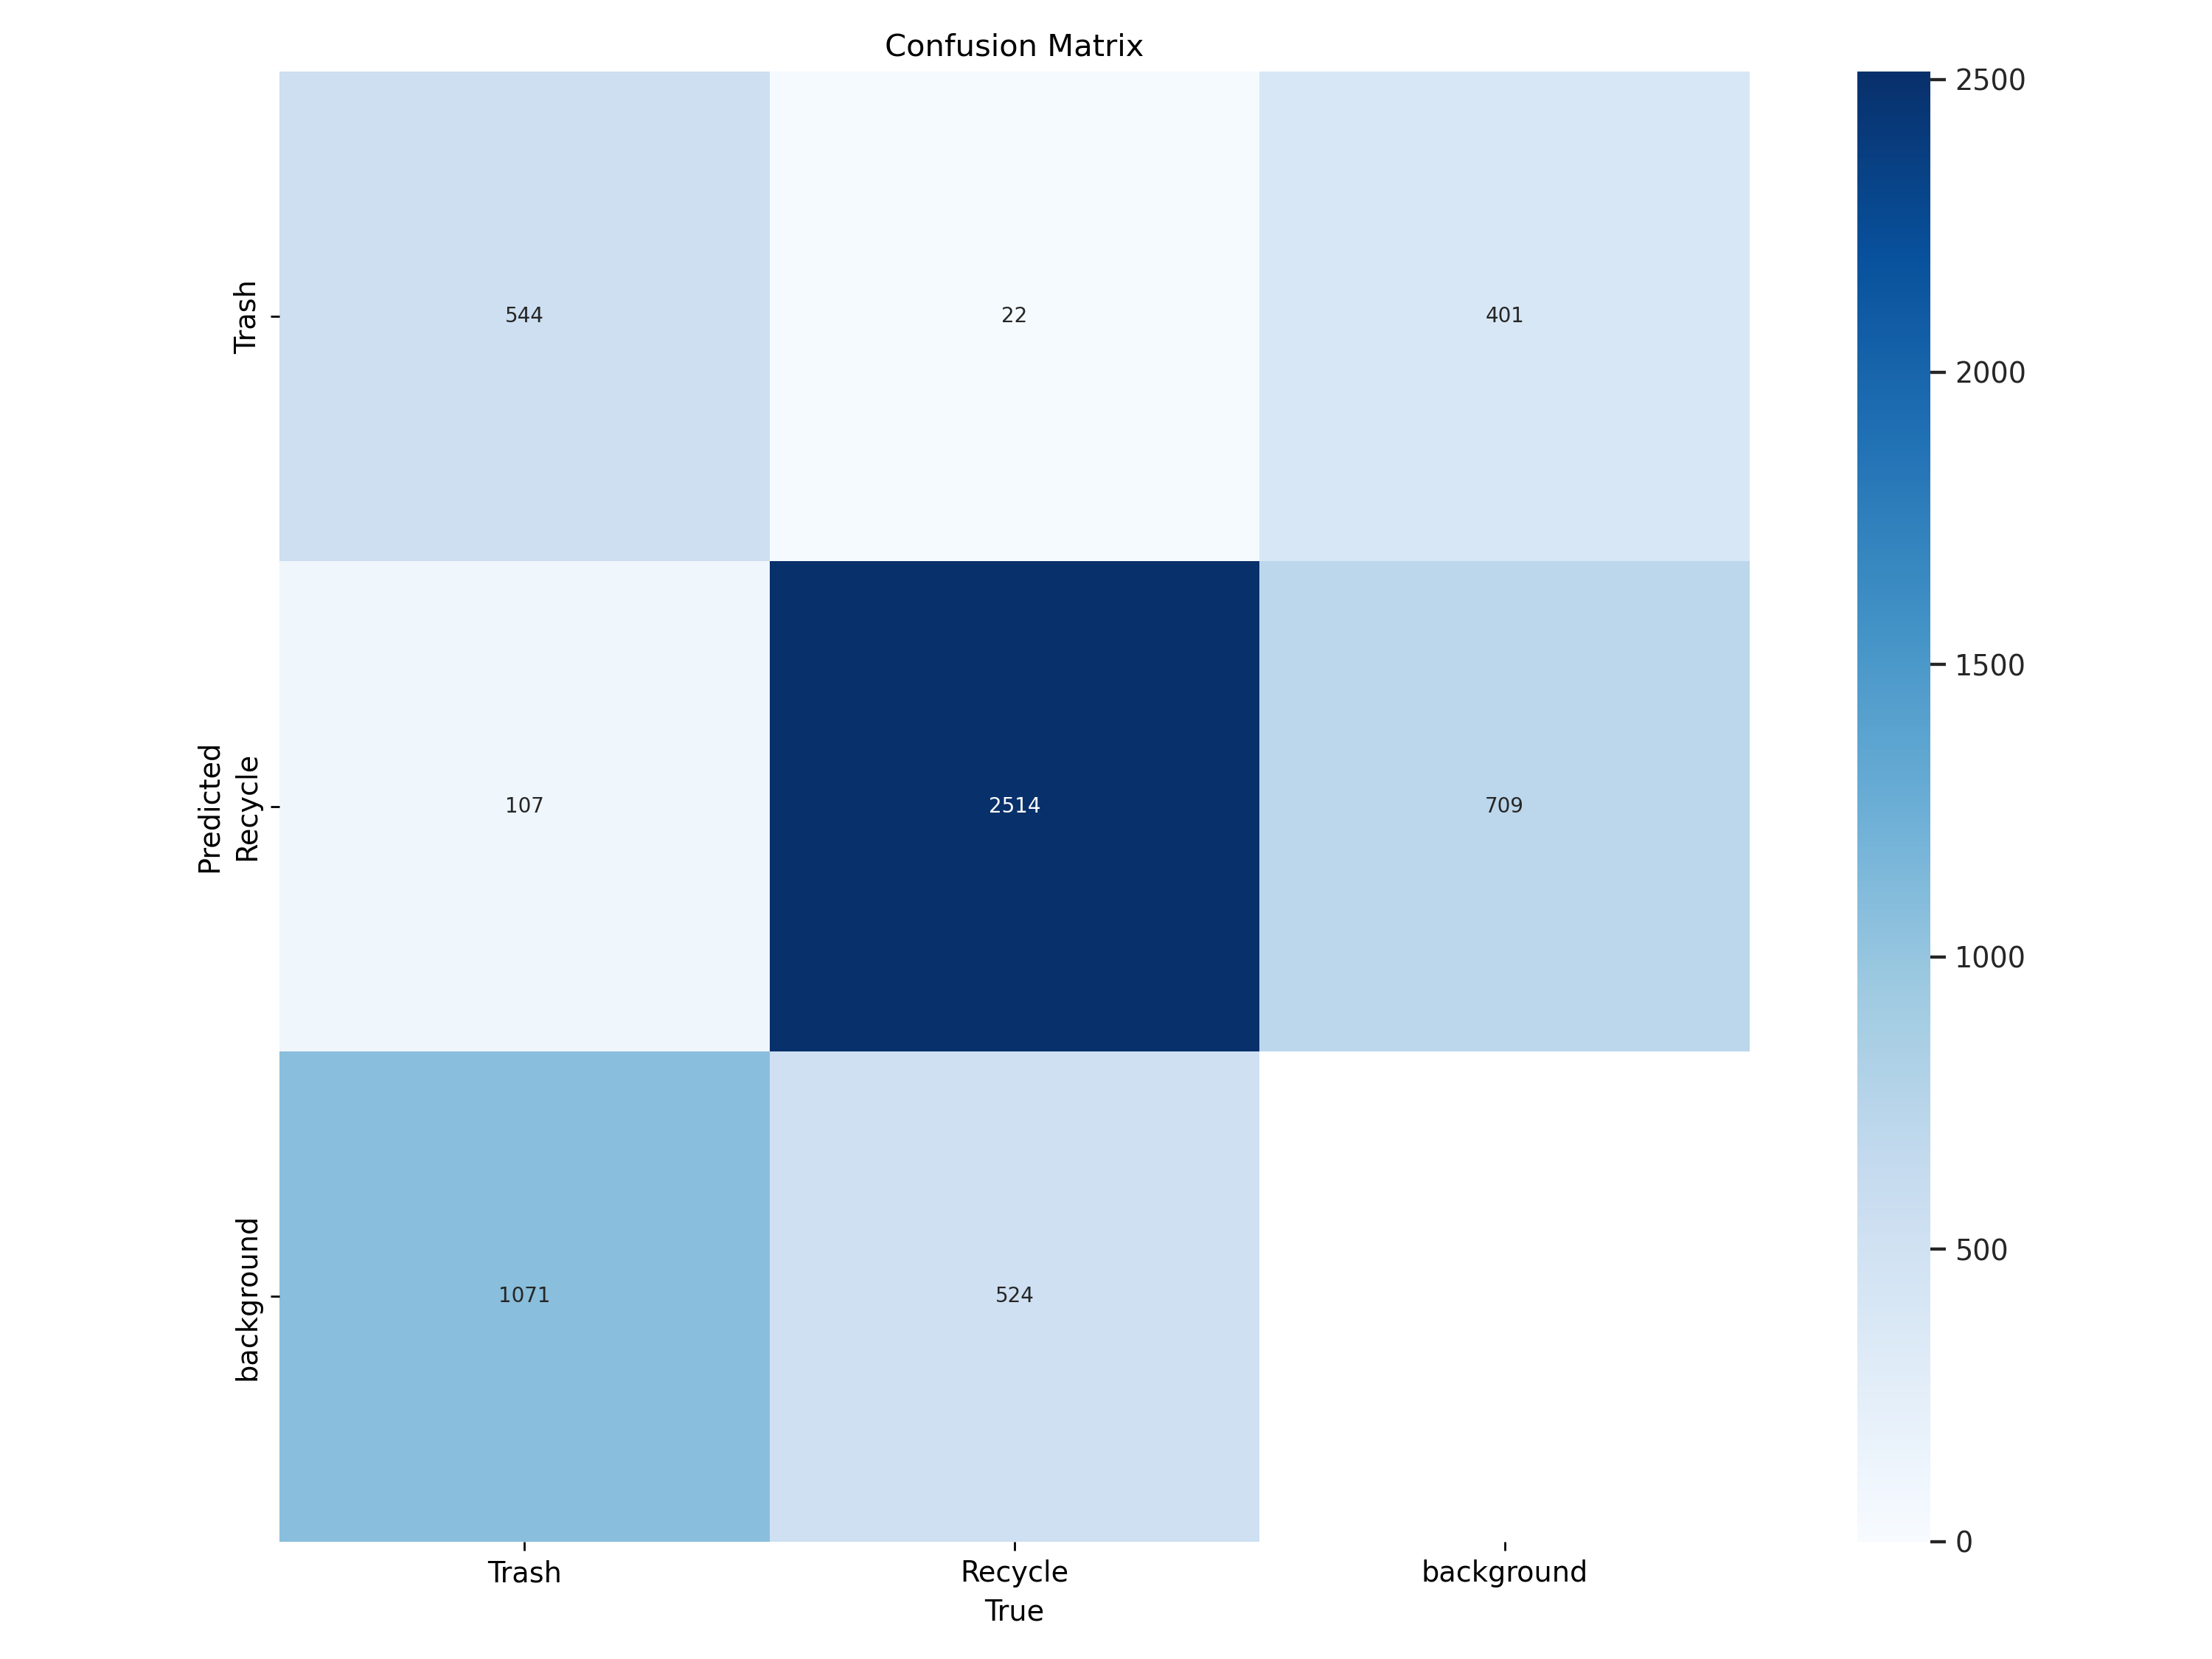 Confusion Matrix
Trash
544
22
401
Predicted
Recycle
107
2514
709
background
1071
524
Trash
Recycle
background
True
2500
2000
1500
1000
500
0